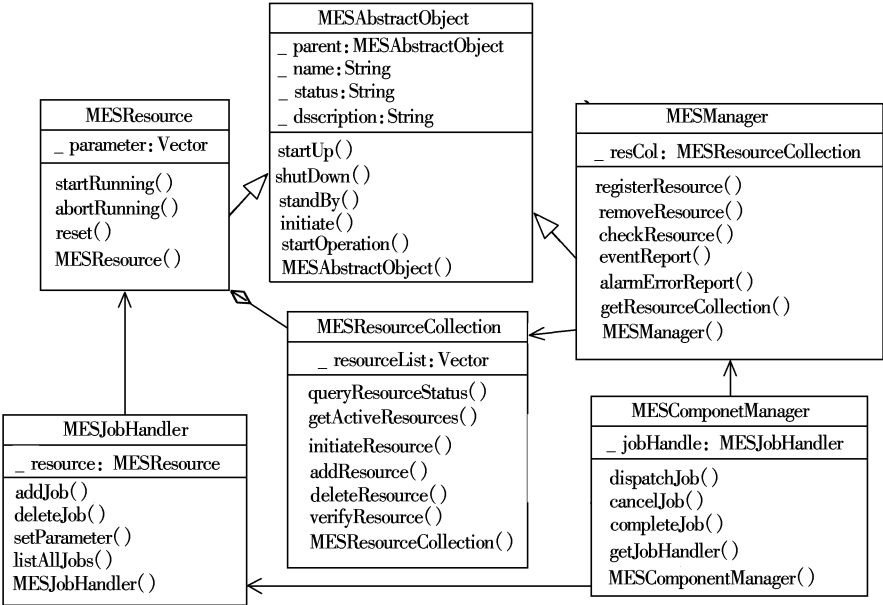 MESAbstractObject
_ parent:MESAbstractObject
_ name:String
_ status:String
_ dsscription:String
startUp()
shutDown()
standBy()
initiate()
startOperation()
MESAbstractObject()
MESResource
_ parameter:Vector
startRunning()
abortRunning()
reset()
MESResource()
MESManager
_ resCol: MESResourceCollection
registerResource()
removeResource()
checkResource()
eventReport()
alarmErrorReport()
getResourceCollection()
MESManager()
MESResourceCollection
_ resourceList:Vector
queryResourceStatus()
getActiveResources()
initiateResource()
addResource()
deleteResource()
verifyResource()
MESResourceCollection()
MESJobHandler
_ resource: MESResource
addJob()
deleteJob()
setParameter()
listAllJobs()
MESJobHandler()
MESComponetManager
_ jobHandle: MESJobHandler
dispatchJob()
cancelJob()
completeJob()
getJobHandler()
MESComponentManager()